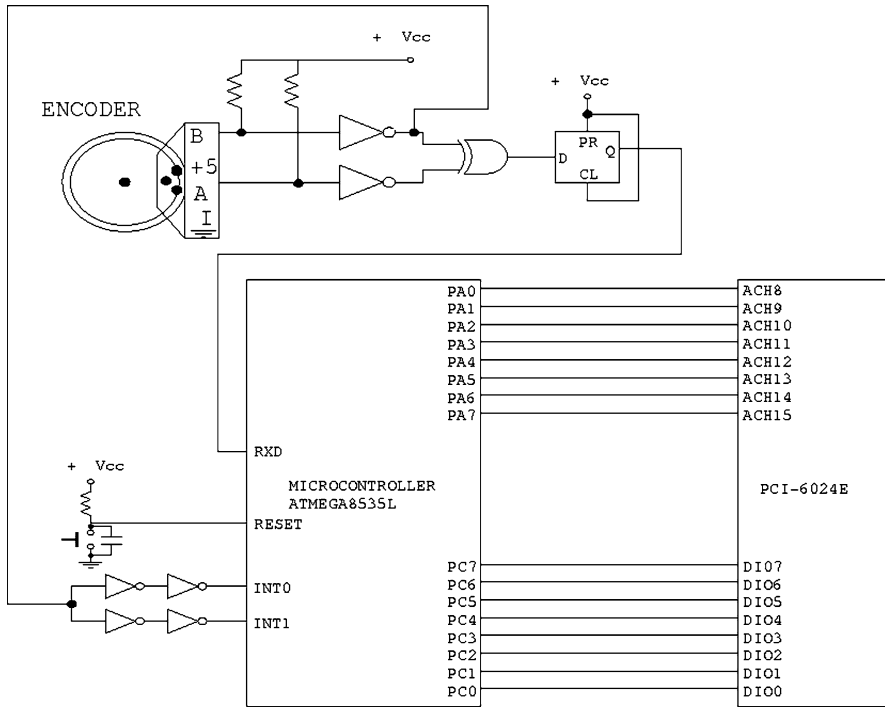 + Vcc
+ Vcc
ENCODER
B
+5
A
I
PR
D
Q
CL
PA0
PA1
PA2
PA3
PA4
PA5
PA6
PA7
ACH8
ACH9
ACH10
ACH11
ACH12
ACH13
ACH14
ACH15
RXD
+ Vcc
MICROCONTROLLER
ATMEGA8535L
PCI-6024E
RESET
INT0
INT1
PC7
PC6
PC5
PC4
PC3
PC2
PC1
PC0
DIO7
DIO6
DIO5
DIO4
DIO3
DIO2
DIO1
DIO0